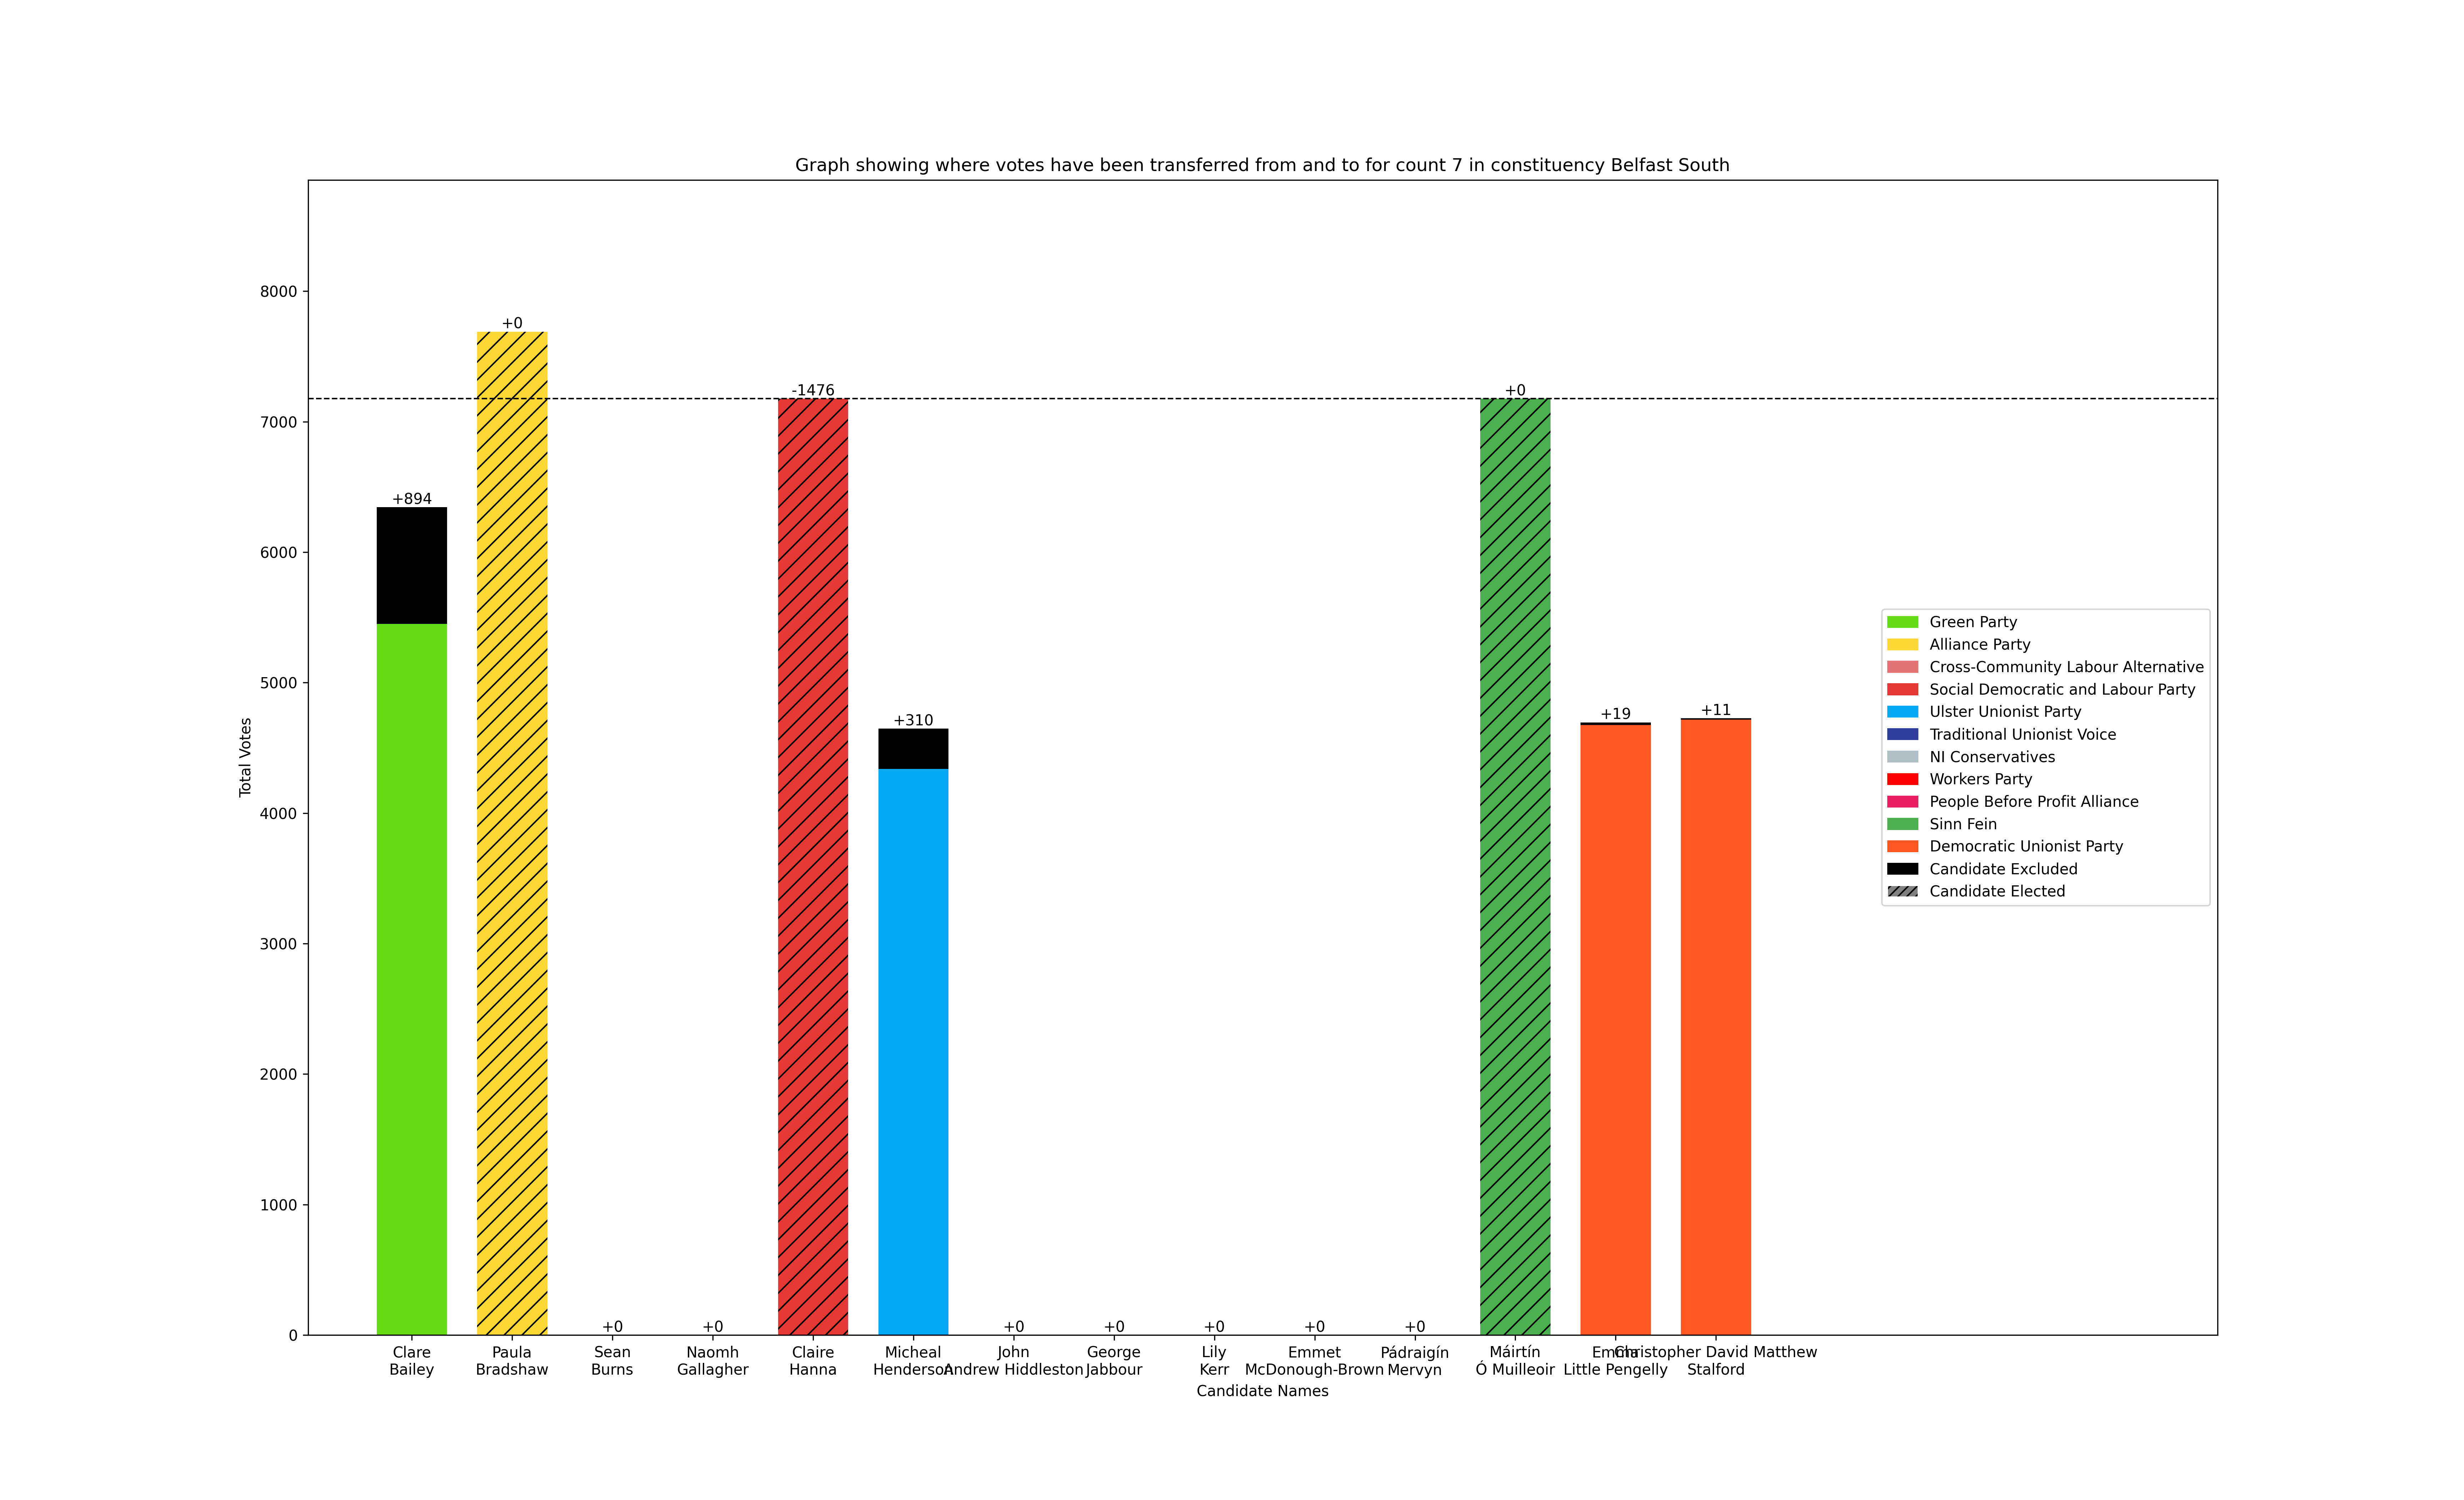 Graph showing where votes have been transferred from and to for count 7 in constituency Belfast South
8000
7000
6000
5000
4000
3000
2000
1000
0
Total Votes
+894
+0
+0
+0
-1476
+310
+0
+0
+0
+0
+0
+0
+19
+11
Clare
Bailey
Paula
Bradshaw
Sean
Burns
Naomh
Gallagher
Claire
Hanna
Micheal
Henderson
John
Andrew Hiddleston
George
Jabbour
Lily
Kerr
Emmet
McDonough-Brown
Pádraigín
Mervyn
Máirtín
Ó Muilleoir
Emma
Little Pengelly
Christopher David Matthew
Stalford
Candidate Names
Green Party
Alliance Party
Cross-Community Labour Alternative
Social Democratic and Labour Party
Ulster Unionist Party
Traditional Unionist Voice
NI Conservatives
Workers Party
People Before Profit Alliance
Sinn Fein
Democratic Unionist Party
Candidate Excluded
Candidate Elected